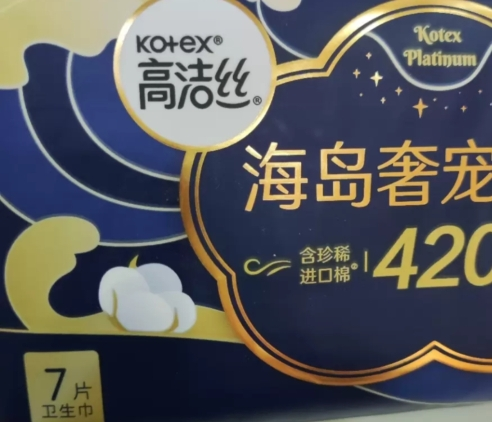 Kotex®
高洁丝®
Kotex
Platinum
海岛奢宠
含珍稀
进口棉
420
7片
卫生巾